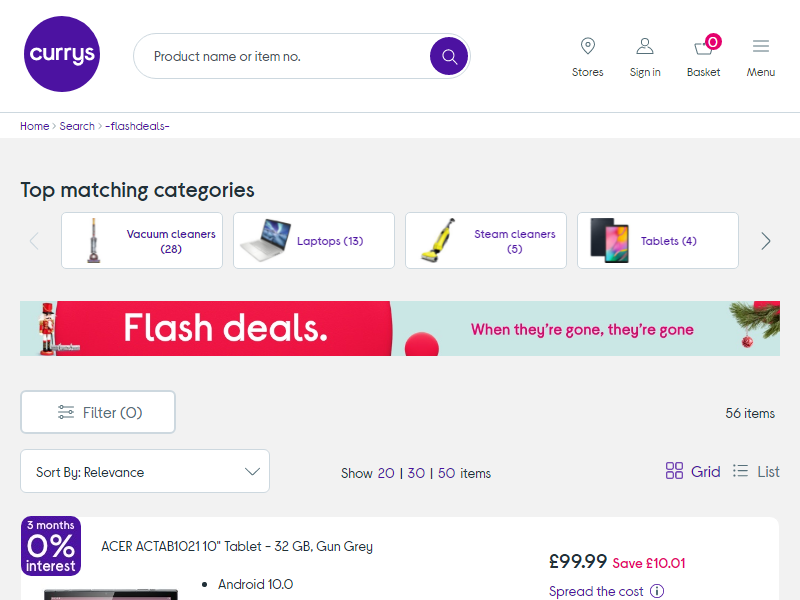 currys
Product name or item no.
Stores
Sign in
0
Basket
Menu
Home › Search › -flashdeals-
Top matching categories
Vacuum cleaners
(28)
Laptops (13)
Steam cleaners
(5)
Tablets (4)
Flash deals.
When they're gone, they're gone
Filter (0)
56 items
Sort By: Relevance
Show 20 | 30 | 50 items
Grid
List
3 months
0%
interest
ACER ACTAB1021 10" Tablet - 32 GB, Gun Grey
• Android 10.0
£99.99 Save £10.01
Spread the cost